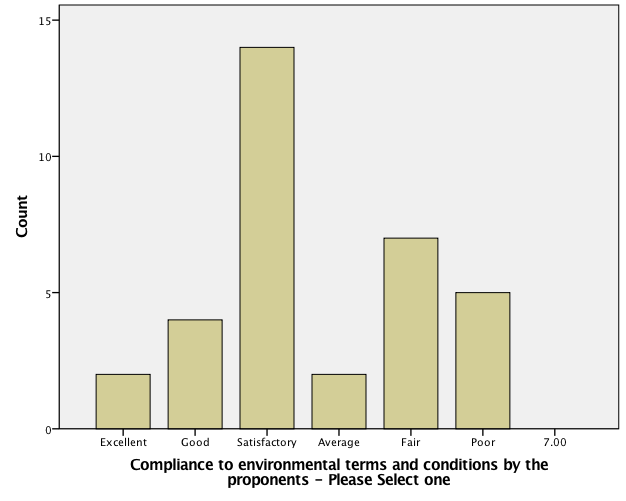 15
10
5
0
Count
Excellent Good Satisfactory Average Fair Poor 7.00
Compliance to environmental terms and conditions by the
proponents – Please Select one